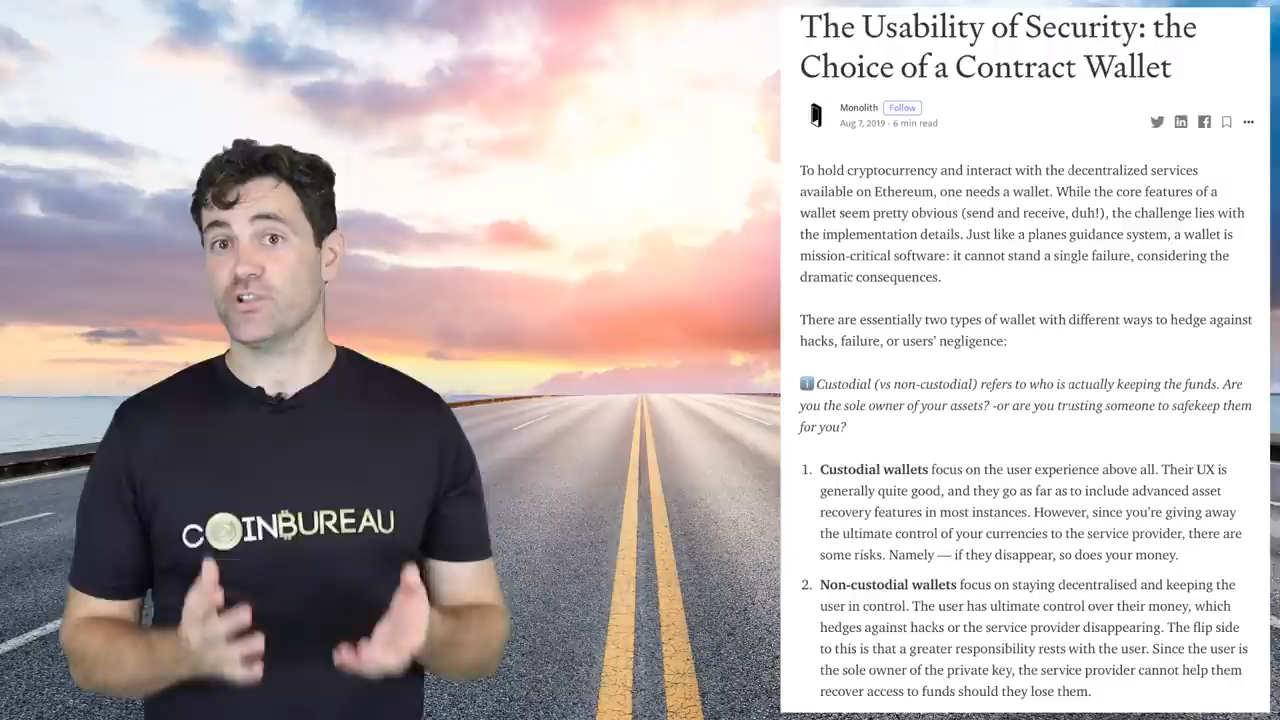 The Usability of Security: the
Choice of a Contract Wallet
Monolith Follow
Aug 7, 2019 · 6 min read
To hold cryptocurrency and interact with the decentralized services
available on Ethereum, one needs a wallet. While the core features of a
wallet seem pretty obvious (send and receive, duh!), the challenge lies with
the implementation details. Just like a planes guidance system, a wallet is
mission-critical software: it cannot stand a single failure, considering the
dramatic consequences.
There are essentially two types of wallet with different ways to hedge against
hacks, failure, or users’ negligence:
Custodial (vs non-custodial) refers to who is actually keeping the funds. Are
you the sole owner of your assets? -or are you trusting someone to safekeep them
for you?
1. Custodial wallets focus on the user experience above all. Their UX is
generally quite good, and they go as far as to include advanced asset
recovery features in most instances. However, since you’re giving away
the ultimate control of your currencies to the service provider, there are
some risks. Namely — if they disappear, so does your money.
2. Non-custodial wallets focus on staying decentralised and keeping the
user in control. The user has ultimate control over their money, which
hedges against hacks or the service provider disappearing. The flip side
to this is that a greater responsibility rests with the user. Since the user is
the sole owner of the private key, the service provider cannot help them
recover access to funds should they lose them.
COINBUREAU